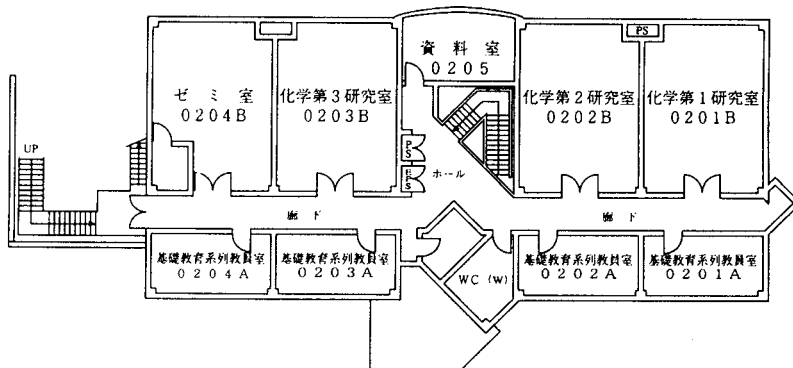 資料室
0205
PS
ゼミ室
0204B
化学第3研究室
0203B
化学第2研究室
0202B
化学第1研究室
0201B
UP
PS
EPS
ホール
廊下
廊下
基礎教育系列教員室
0204A
基礎教育系列教員室
0203A
WC (W)
基礎教育系列教員室
0202A
基礎教育系列教員室
0201A